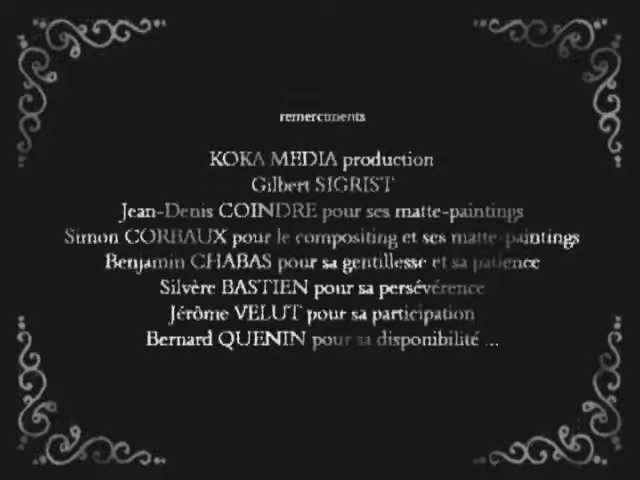 remerciments
KOKA MEDIA production
Gilbert SIGRIST
Jean-Denis COINDRE pour ses matte-paintings
Simon CORBAUX pour le compositing et ses matte-paintings
Benjamin CHABAS pour sa gentillesse et sa patience
Silvère BASTIEN pour sa persévérence
Jérôme VELUT pour sa participation
Bernard QUENIN pour sa disponibilité ...